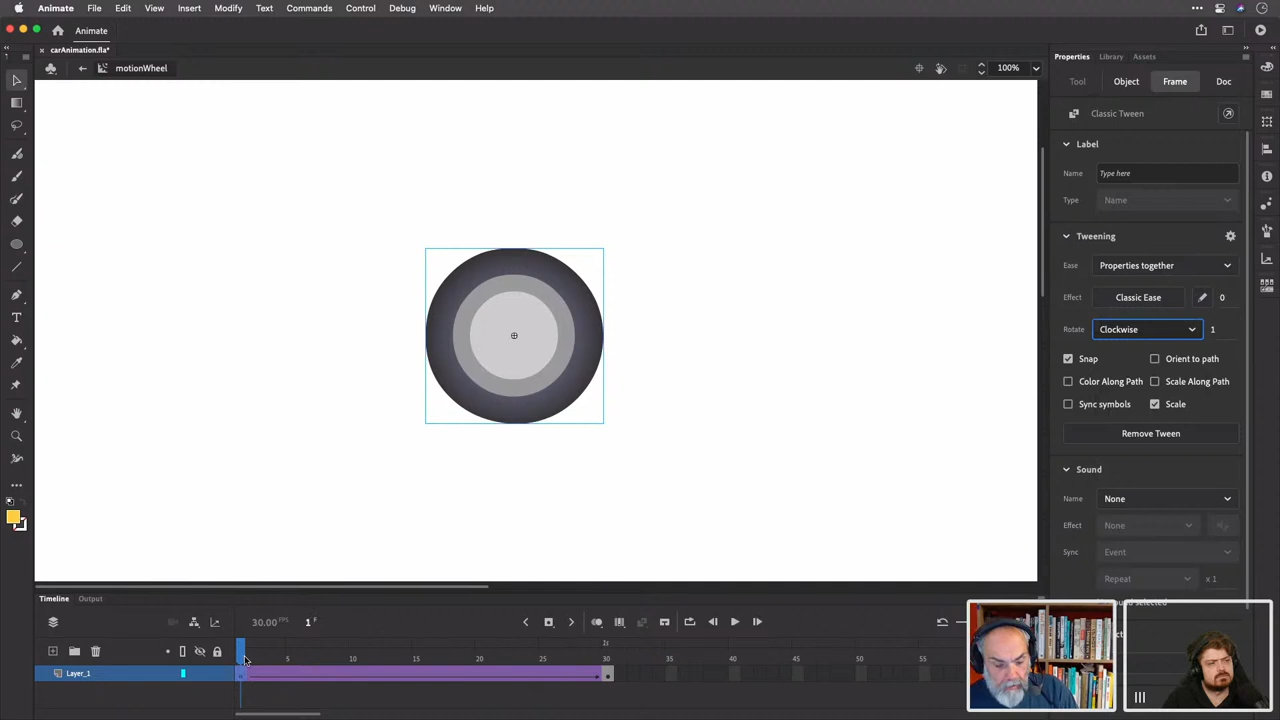 Animate File Edit View Insert Modify Text Commands Control Debug Window Help
Animate
carAnimation.fla*
motionWheel
100%
Properties Library Assets
Tool Object Frame Doc
Classic Tween
Label
Name Type here
Type Name
Tweening
Ease Properties together
Effect Classic Ease 0
Rotate Clockwise 1
Snap Orient to path
Color Along Path Scale Along Path
Sync symbols Scale
Remove Tween
Sound
Name None
Effect None
Sync Event
Repeat x 1
Timeline Output
30.00 FPS 1 F
1s
5 10 15 20 25 30 35 40 45 50 55
Layer_1